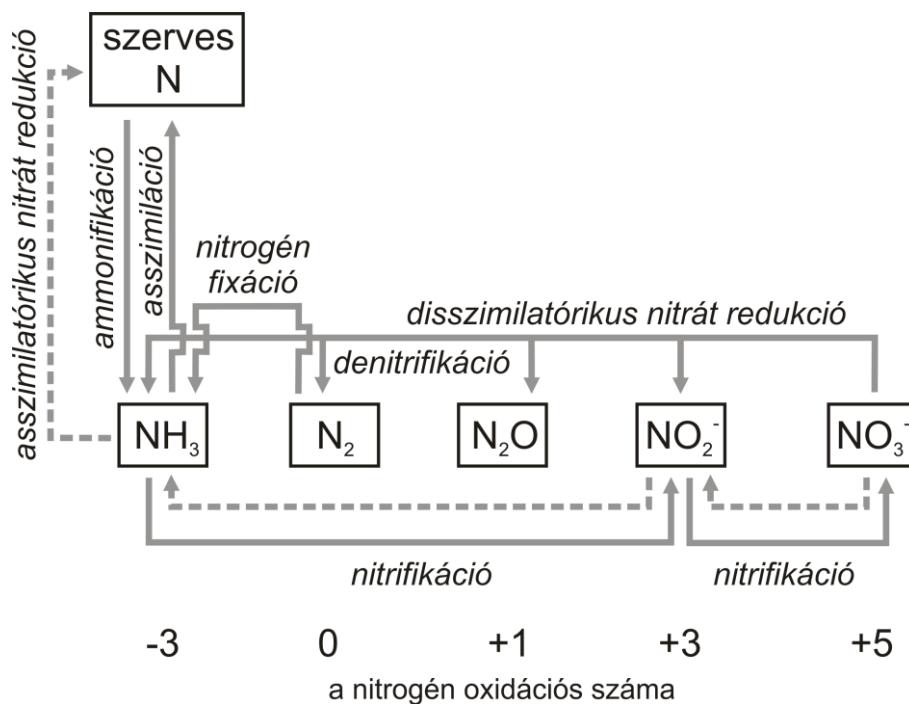 szerves
N
asszimilatórikus nitrát redukció
ammonifikáció
asszimiláció
nitrogén
fixáció
disszimilatórikus nitrát redukció
denitrifikáció
NH₃
N₂
N₂O
NO₂⁻
NO₃⁻
nitrifikáció
nitrifikáció
-3
0
+1
+3
+5
a nitrogén oxidációs száma